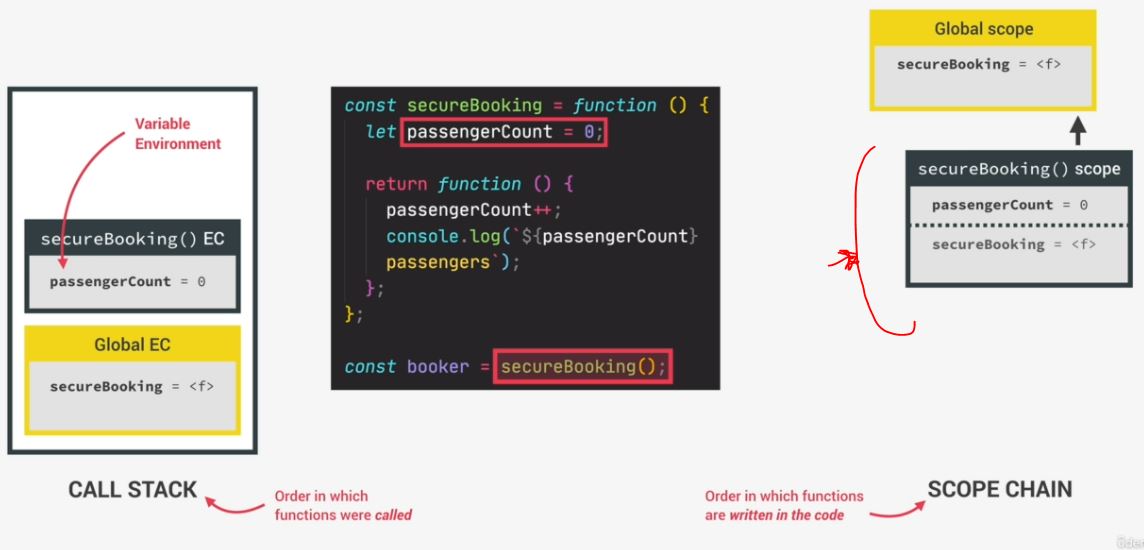 Global scope
secureBooking = <f>
Variable
Environment
const secureBooking = function () {
let passengerCount = 0;
return function () {
passengerCount++;
console.log(`${passengerCount}
passengers`);
};
};
const booker = secureBooking();
secureBooking() scope
passengerCount = 0
secureBooking = <f>
secureBooking() EC
passengerCount = 0
Global EC
secureBooking = <f>
CALL STACK
Order in which
functions were called
Order in which functions
are written in the code
SCOPE CHAIN